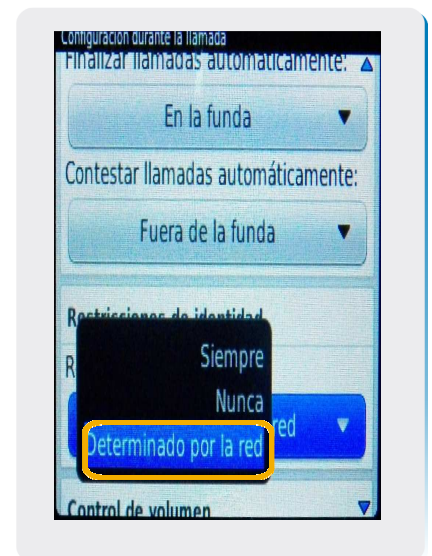 Configuración durante la llamada
Finalizar llamadas automáticamente:
En la funda
Contestar llamadas automáticamente:
Fuera de la funda
Restricciones de identidad
R
Siempre
Nunca
Determinado por la red
red
Control de volumen